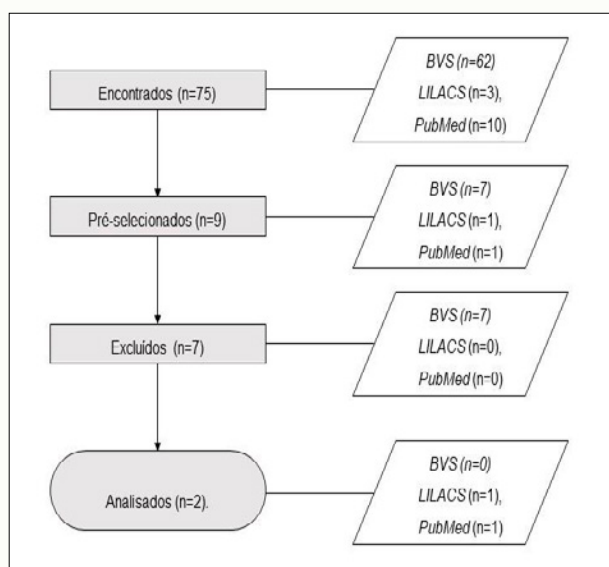 Encontrados (n=75)
BVS (n=62)
LILACS (n=3),
PubMed (n=10)
Pré-selecionados (n=9)
BVS (n=7)
LILACS (n=1),
PubMed (n=1)
Excluídos (n=7)
BVS (n=7)
LILACS (n=0),
PubMed (n=0)
Analisados (n=2).
BVS (n=0)
LILACS (n=1),
PubMed (n=1)